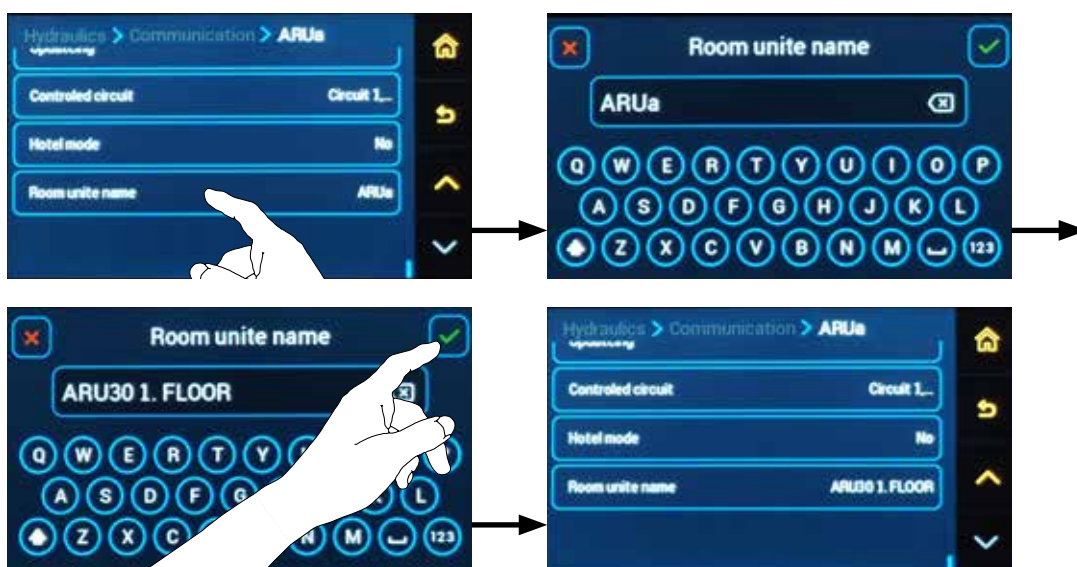 Hydraulics > Communication > ARUa
Controled circuit Circuit 1,...
Hotel mode No
Room unite name ARUa
Room unite name
ARUa
Q W E R T Y U I O P
A S D F G H J K L
Z X C V B N M 123
Room unite name
ARU30 1. FLOOR
Q W E R T Y
A S D F G L
Z X C N M 123
Hydraulics > Communication > ARUa
Controled circuit Circuit 1,...
Hotel mode No
Room unite name ARU30 1. FLOOR